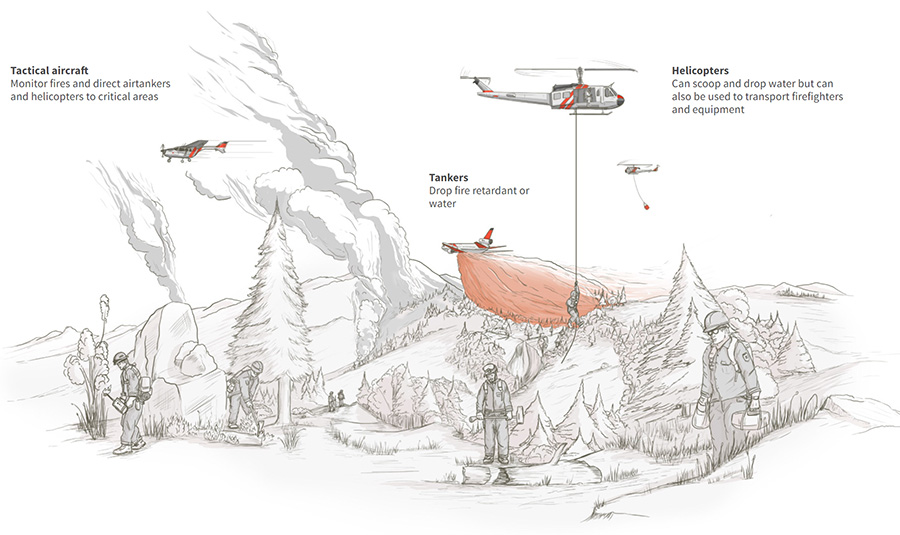 Tactical aircraft
Monitor fires and direct airtankers
and helicopters to critical areas
Helicopters
Can scoop and drop water but can
also be used to transport firefighters
and equipment
Tankers
Drop fire retardant or
water